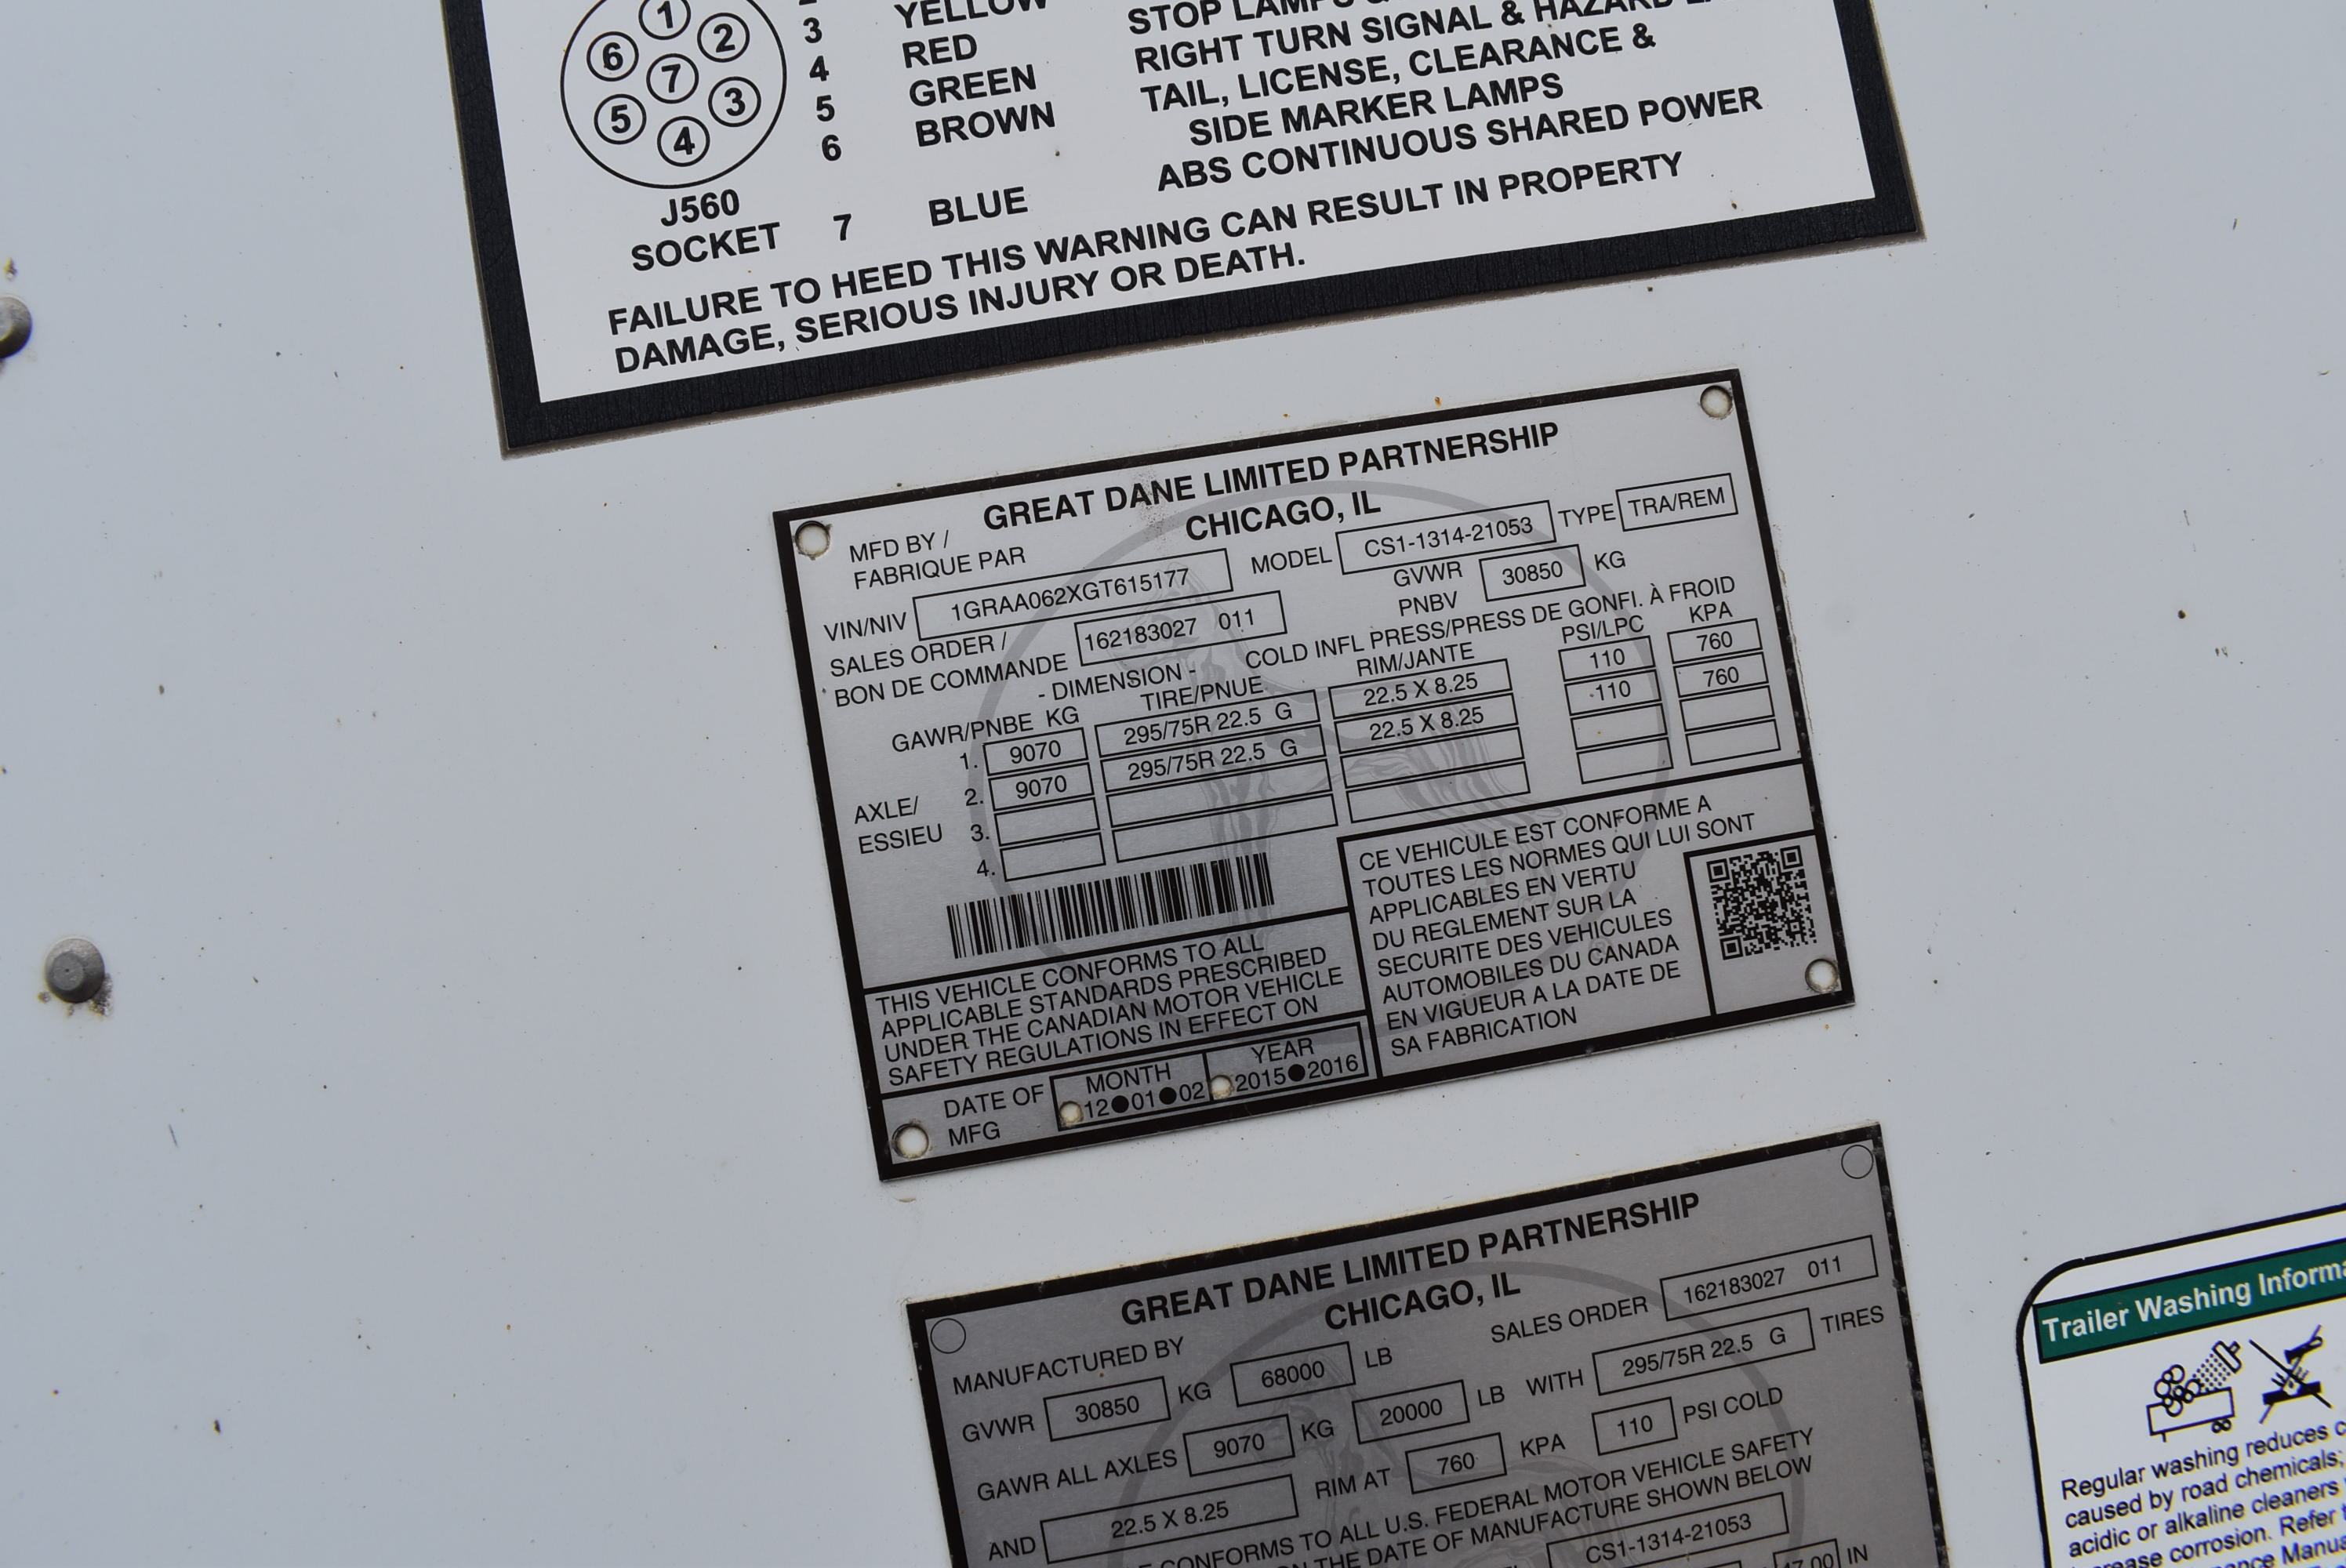 1
2
3
4
5
6
7
J560
SOCKET
3 YELLOW STOP LAMPS &
4 RED RIGHT TURN SIGNAL & HAZARD
5 GREEN TAIL, LICENSE, CLEARANCE &
6 BROWN SIDE MARKER LAMPS
7 BLUE ABS CONTINUOUS SHARED POWER
FAILURE TO HEED THIS WARNING CAN RESULT IN PROPERTY
DAMAGE, SERIOUS INJURY OR DEATH.
GREAT DANE LIMITED PARTNERSHIP
CHICAGO, IL
MFD BY /
FABRIQUE PAR
VIN/NIV 1GRAA062XGT615177 MODEL CS1-1314-21053 TYPE TRA/REM
SALES ORDER /
BON DE COMMANDE 162183027 011 GVWR PNBV 30850 KG
- DIMENSION - COLD INFL PRESS/PRESS DE GONFI. À FROID
GAWR/PNBE KG TIRE/PNUE RIM/JANTE PSI/LPC KPA
1. 9070 295/75R 22.5 G 22.5 X 8.25 110 760
AXLE/
ESSIEU
2. 9070 295/75R 22.5 G 22.5 X 8.25 110 760
3.
4.
THIS VEHICLE CONFORMS TO ALL
APPLICABLE STANDARDS PRESCRIBED
UNDER THE CANADIAN MOTOR VEHICLE
SAFETY REGULATIONS IN EFFECT ON
DATE OF
MFG
MONTH
12 01 02
YEAR
2015 2016
CE VEHICULE EST CONFORME A
TOUTES LES NORMES QUI LUI SONT
APPLICABLES EN VERTU
DU REGLEMENT SUR LA
SECURITE DES VEHICULES
AUTOMOBILES DU CANADA
EN VIGUEUR A LA DATE DE
SA FABRICATION
GREAT DANE LIMITED PARTNERSHIP
CHICAGO, IL
MANUFACTURED BY SALES ORDER 162183027 011
GVWR 30850 KG 68000 LB
GAWR ALL AXLES 9070 KG 20000 LB WITH 295/75R 22.5 G TIRES
AND 22.5 X 8.25 RIM AT 760 KPA 110 PSI COLD
CONFORMS TO ALL U.S. FEDERAL MOTOR VEHICLE SAFETY
THE DATE OF MANUFACTURE SHOWN BELOW
CS1-1314-21053
IN
Trailer Washing
Regular washing reduces
caused by road chemicals;
acidic or alkaline cleaners
corrosion. Refer